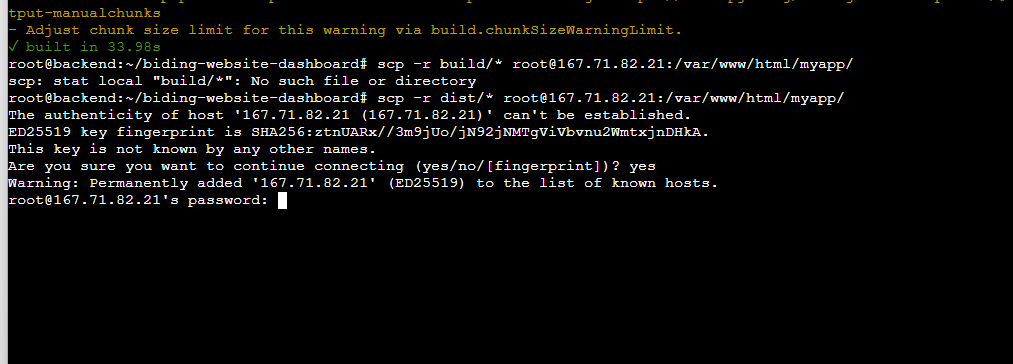 tput-manualchunks
- Adjust chunk size limit for this warning via build.chunkSizeWarningLimit.
✓ built in 33.98s
root@backend:~/biding-website-dashboard# scp -r build/* root@167.71.82.21:/var/www/html/myapp/
scp: stat local "build/*": No such file or directory
root@backend:~/biding-website-dashboard# scp -r dist/* root@167.71.82.21:/var/www/html/myapp/
The authenticity of host '167.71.82.21 (167.71.82.21)' can't be established.
ED25519 key fingerprint is SHA256:ztnUARx//3m9jUo/jN92jNMTgViVbvnu2WmtxjnDHkA.
This key is not known by any other names.
Are you sure you want to continue connecting (yes/no/[fingerprint])? yes
Warning: Permanently added '167.71.82.21' (ED25519) to the list of known hosts.
root@167.71.82.21's password: